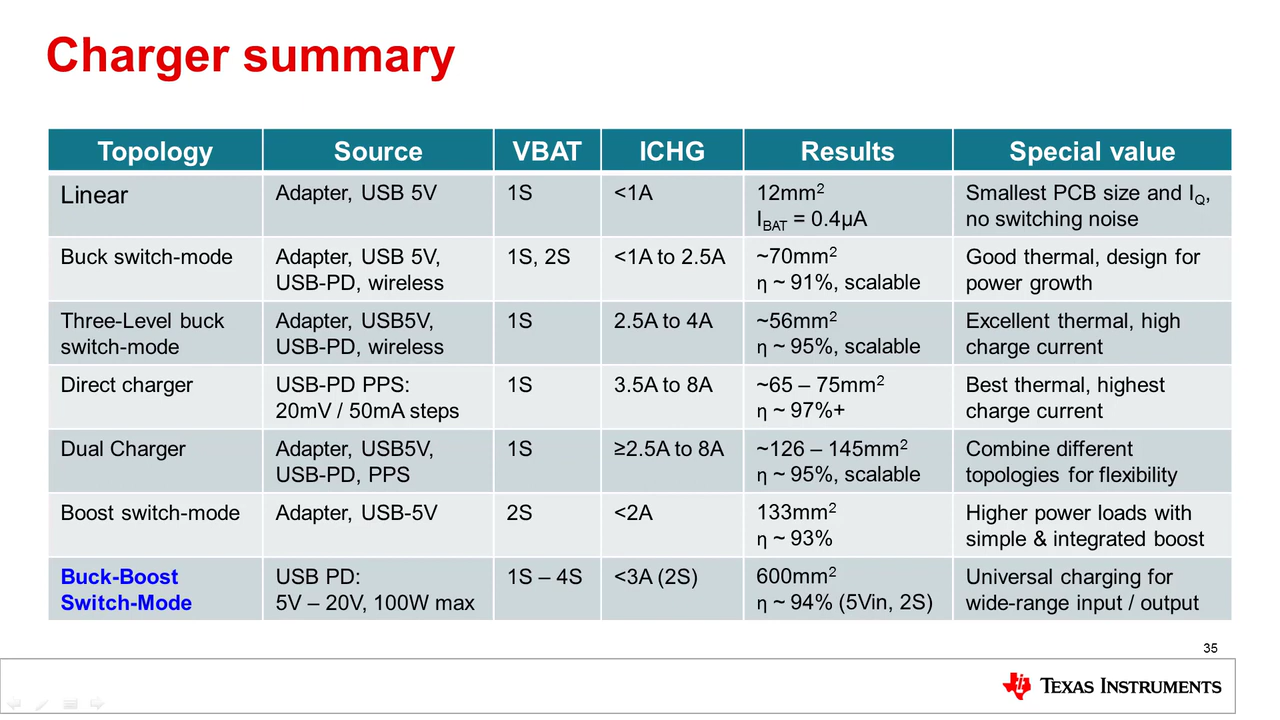 Charger summary
Topology Source VBAT ICHG Results Special value
Linear Adapter, USB 5V 1S <1A 12mm² Smallest PCB size and IQ,
IBAT = 0.4µA no switching noise
Buck switch-mode Adapter, USB 5V, 1S, 2S <1A to 2.5A ~70mm² Good thermal, design for
USB-PD, wireless η ~ 91%, scalable power growth
Three-Level buck Adapter, USB5V, 1S 2.5A to 4A ~56mm² Excellent thermal, high
switch-mode USB-PD, wireless η ~ 95%, scalable charge current
Direct charger USB-PD PPS: 1S 3.5A to 8A ~65 – 75mm² Best thermal, highest
20mV / 50mA steps η ~ 97%+ charge current
Dual Charger Adapter, USB5V, 1S ≥2.5A to 8A ~126 – 145mm² Combine different
USB-PD, PPS η ~ 95%, scalable topologies for flexibility
Boost switch-mode Adapter, USB-5V 2S <2A 133mm² Higher power loads with
η ~ 93% simple & integrated boost
Buck-Boost USB PD: 1S – 4S <3A (2S) 600mm² Universal charging for
Switch-Mode 5V – 20V, 100W max η ~ 94% (5Vin, 2S) wide-range input / output
35
TEXAS INSTRUMENTS